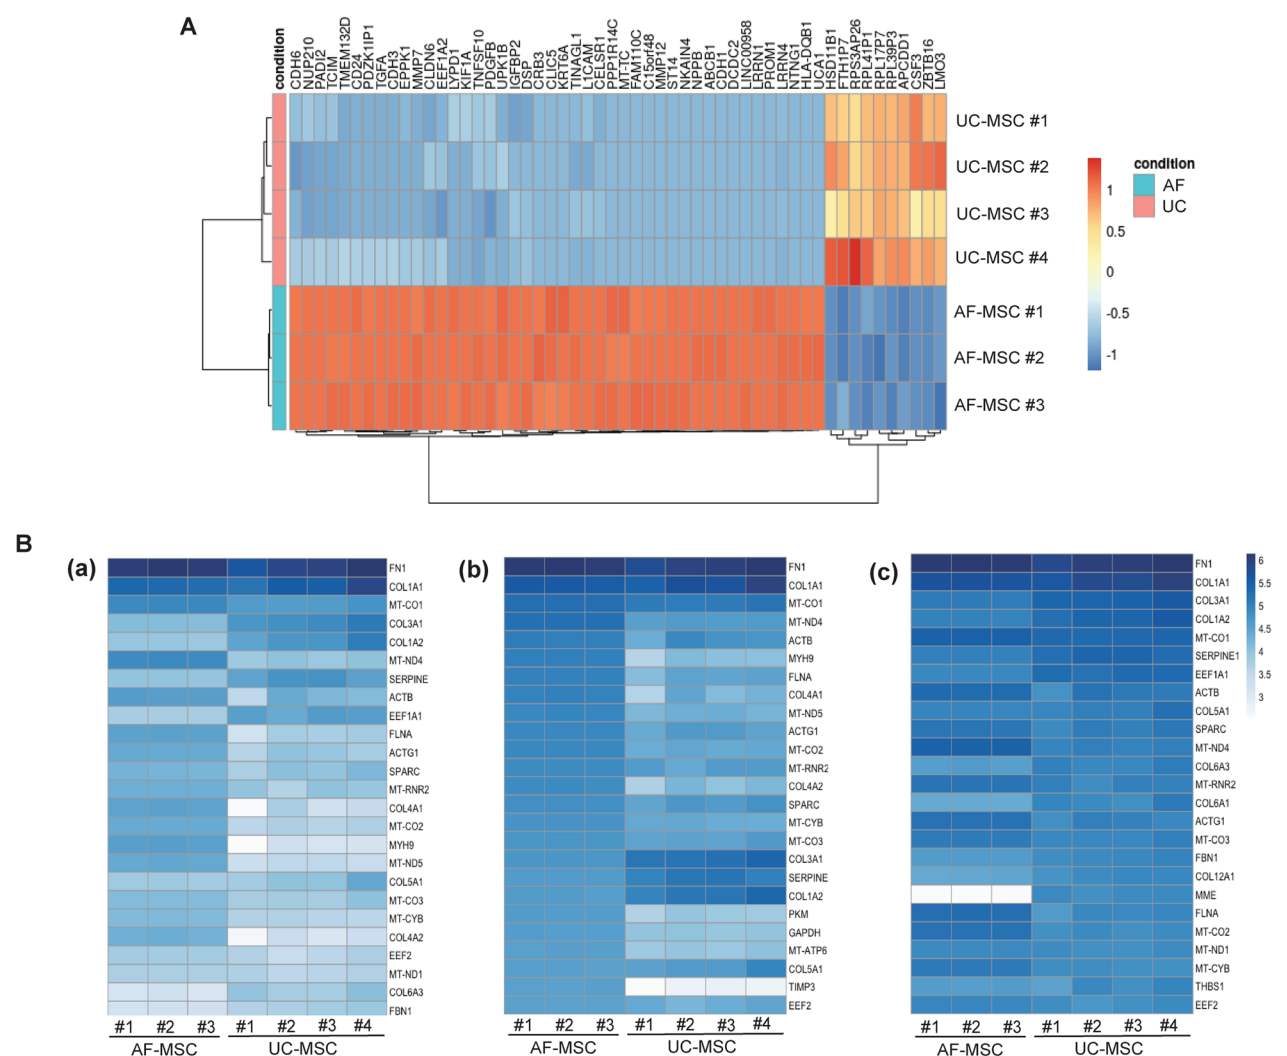 A
condition
CDH6
NUP210
PADI2
TCIM
TMEM132D
CD24
PDZK1IP1
TGFA
CDH3
EPPK1
MMP7
CLDN6
EEF1A2
LYPD1
KIF1A
TNFSF10
PDGFB
UPK1B
IGFBP2
DSP
CRB3
CLIC5
KRT6A
TINAGL1
L1CAM
CELSR1
PPP1R14C
MT-TC
FAM110C
C15orf48
MMP12
ST14
NKAIN4
NPPB
ABCB1
CDH1
DCDC2
LINC00958
LRRN1
PROM1
LRRN4
NTNG1
HLA-DQB1
UCA1
HSD11B1
FTH1P7
RPS3AP26
RPL41P1
RPL17P7
RPL39P3
APCDD1
CSF3
ZBTB16
LMO3
UC-MSC #1
UC-MSC #2
UC-MSC #3
UC-MSC #4
AF-MSC #1
AF-MSC #2
AF-MSC #3
1
0.5
0
-0.5
-1
condition
AF
UC
B
(a)
FN1
COL1A1
MT-CO1
COL3A1
COL1A2
MT-ND4
SERPINE
ACTB
EEF1A1
FLNA
ACTG1
SPARC
MT-RNR2
COL4A1
MT-CO2
MYH9
MT-ND5
COL5A1
MT-CO3
MT-CYB
COL4A2
EEF2
MT-ND1
COL6A3
FBN1
#1 #2 #3 #1 #2 #3 #4
AF-MSC UC-MSC
(b)
FN1
COL1A1
MT-CO1
MT-ND4
ACTB
MYH9
FLNA
COL4A1
MT-ND5
ACTG1
MT-CO2
MT-RNR2
COL4A2
SPARC
MT-CYB
MT-CO3
COL3A1
SERPINE
COL1A2
PKM
GAPDH
MT-ATP6
COL5A1
TIMP3
EEF2
#1 #2 #3 #1 #2 #3 #4
AF-MSC UC-MSC
(c)
FN1
COL1A1
COL3A1
COL1A2
MT-CO1
SERPINE1
EEF1A1
ACTB
COL5A1
SPARC
MT-ND4
COL6A3
MT-RNR2
COL6A1
ACTG1
MT-CO3
FBN1
COL12A1
MME
FLNA
MT-CO2
MT-ND1
MT-CYB
THBS1
EEF2
#1 #2 #3 #1 #2 #3 #4
AF-MSC UC-MSC
6
5.5
5
4.5
4
3.5
3